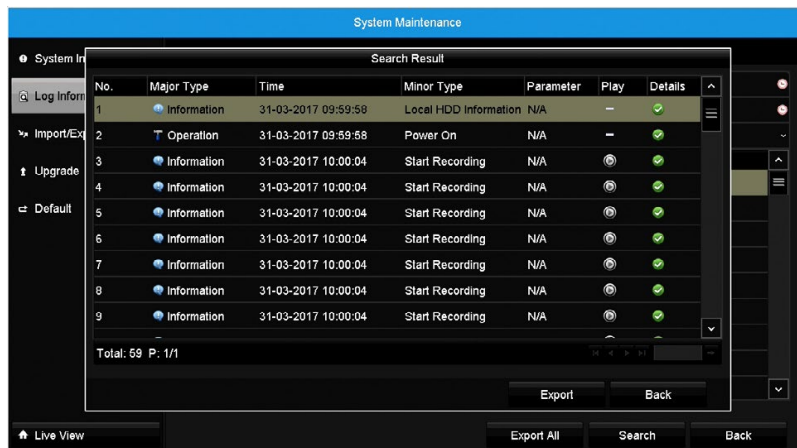 System Maintenance
System In
Search Result
No. Major Type Time Minor Type Parameter Play Details
Log Inform
1 Information 31-03-2017 09:59:58 Local HDD Information N/A –
2 Operation 31-03-2017 09:59:58 Power On N/A –
Import/Exp
3 Information 31-03-2017 10:00:04 Start Recording N/A
Upgrade
4 Information 31-03-2017 10:00:04 Start Recording N/A
Default
5 Information 31-03-2017 10:00:04 Start Recording N/A
6 Information 31-03-2017 10:00:04 Start Recording N/A
7 Information 31-03-2017 10:00:04 Start Recording N/A
8 Information 31-03-2017 10:00:04 Start Recording N/A
9 Information 31-03-2017 10:00:04 Start Recording N/A
Total: 59 P: 1/1
Export Back
Live View
Export All Search Back